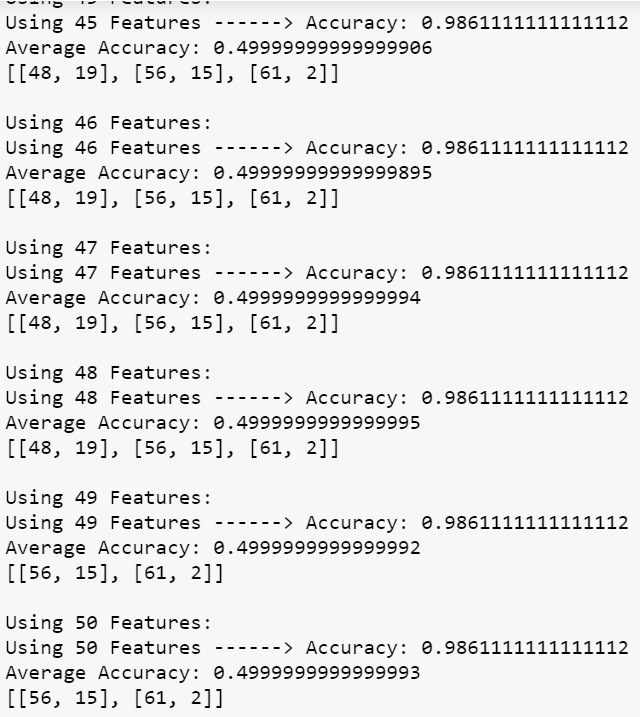 Using 45 Features ------> Accuracy: 0.9861111111111112
Average Accuracy: 0.49999999999999906
[[48, 19], [56, 15], [61, 2]]
Using 46 Features:
Using 46 Features ------> Accuracy: 0.9861111111111112
Average Accuracy: 0.49999999999999895
[[48, 19], [56, 15], [61, 2]]
Using 47 Features:
Using 47 Features ------> Accuracy: 0.9861111111111112
Average Accuracy: 0.4999999999999994
[[48, 19], [56, 15], [61, 2]]
Using 48 Features:
Using 48 Features ------> Accuracy: 0.9861111111111112
Average Accuracy: 0.4999999999999995
[[48, 19], [56, 15], [61, 2]]
Using 49 Features:
Using 49 Features ------> Accuracy: 0.9861111111111112
Average Accuracy: 0.4999999999999992
[[56, 15], [61, 2]]
Using 50 Features:
Using 50 Features ------> Accuracy: 0.9861111111111112
Average Accuracy: 0.4999999999999993
[[56, 15], [61, 2]]